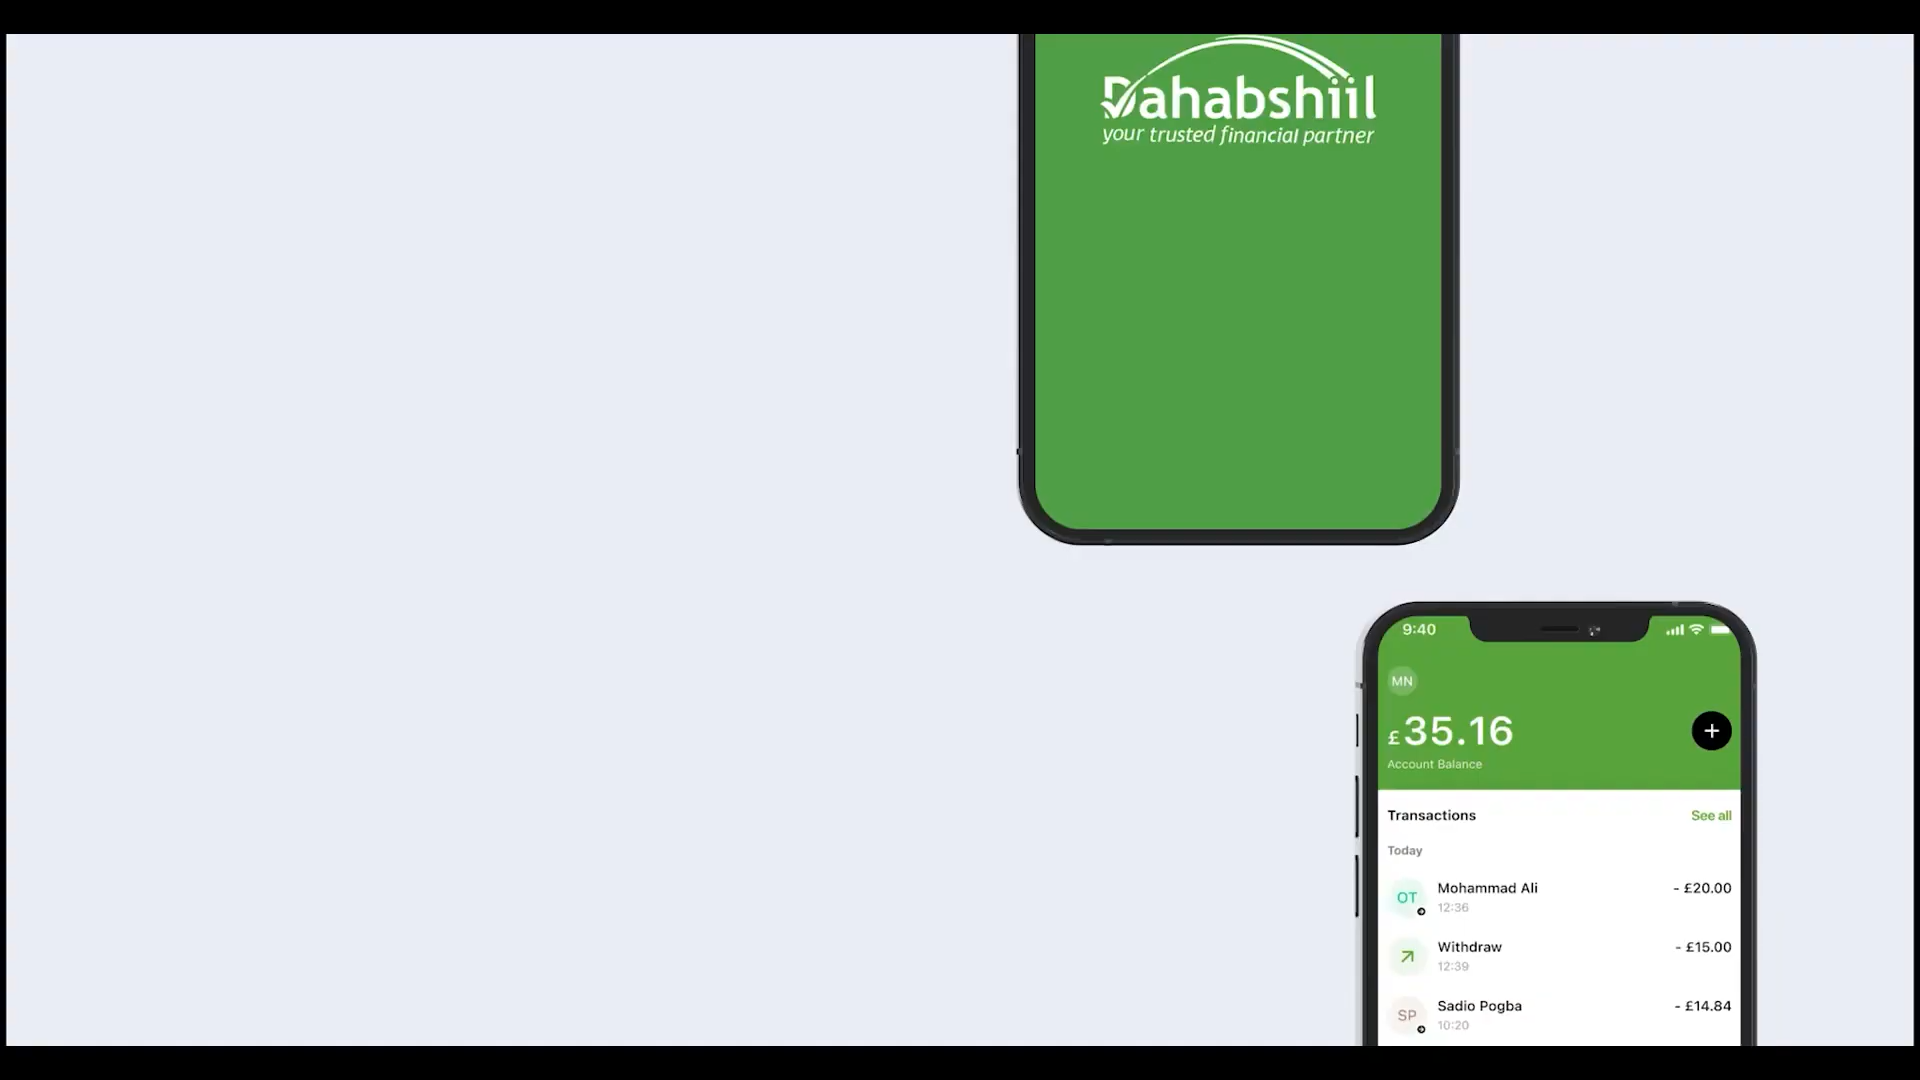 Dahabshiil
your trusted financial partner
9:40
MN
£35.16
Account Balance
Transactions
See all
Today
OT
Mohammad Ali
- £20.00
12:36
Withdraw
- £15.00
12:39
SP
Sadio Pogba
- £14.84
10:20